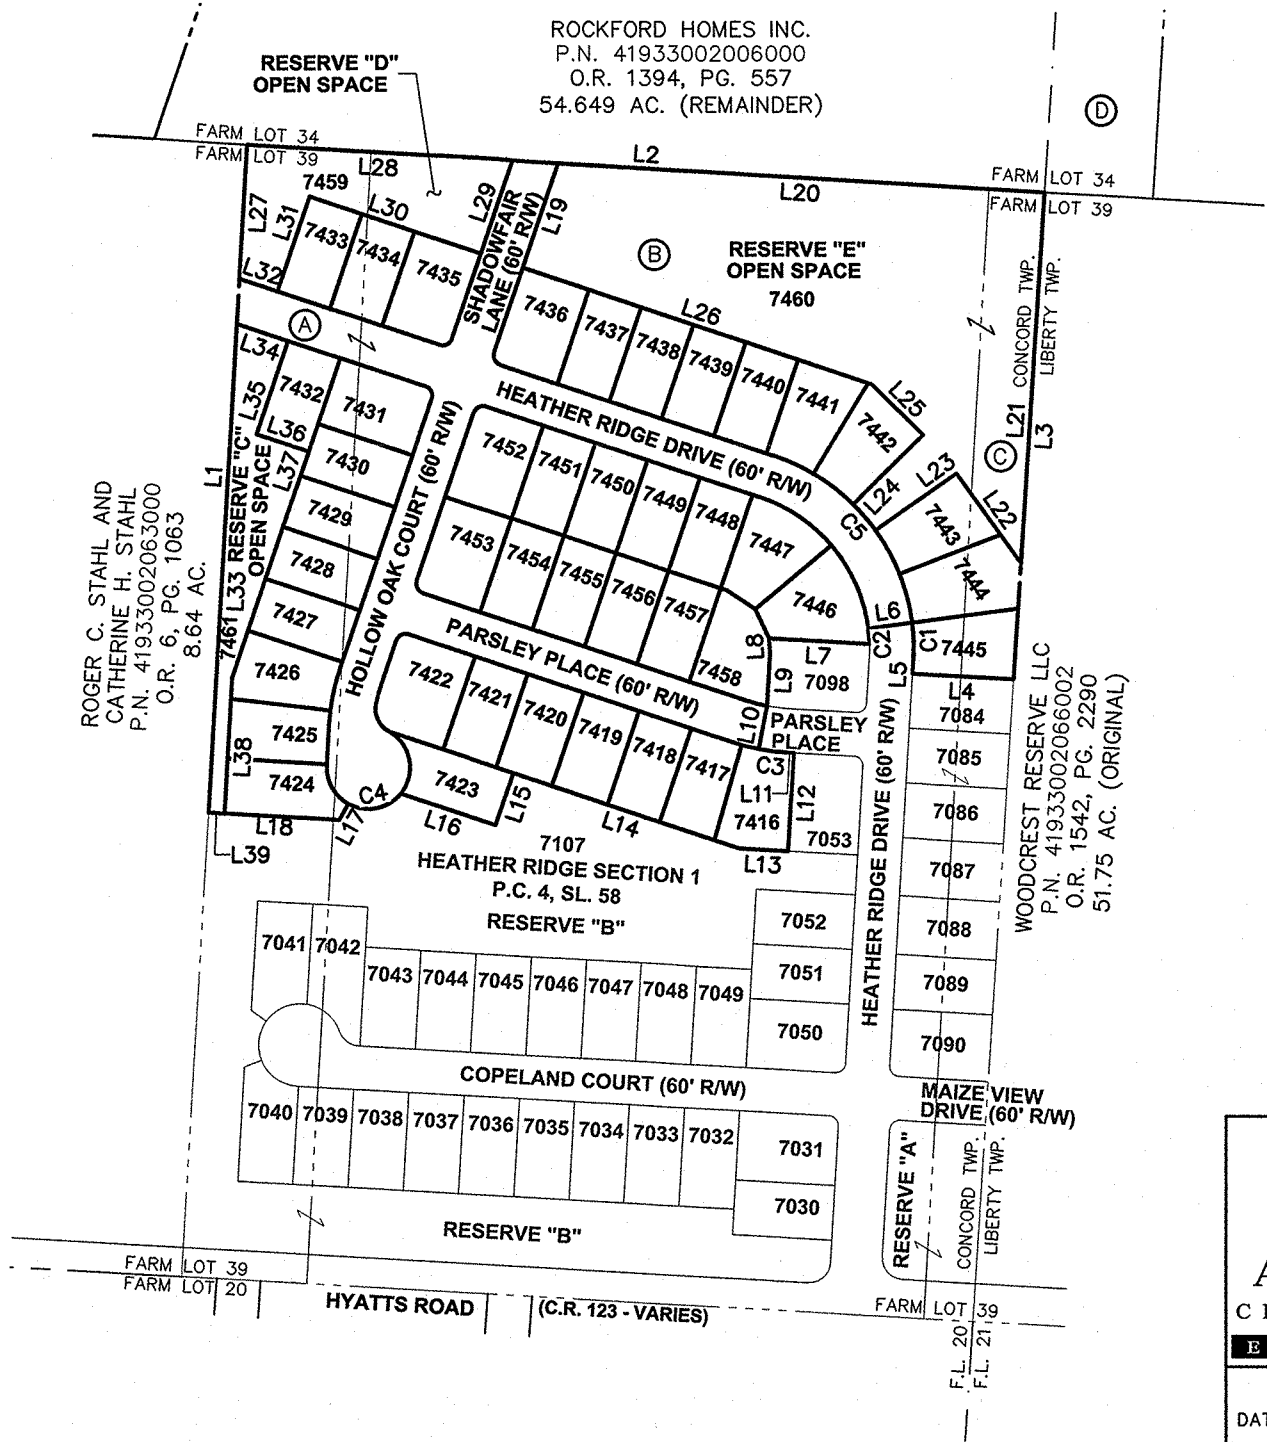 ROCKFORD HOMES INC.
P.N. 41933002006000
O.R. 1394, PG. 557
54.649 AC. (REMAINDER)
RESERVE "D"
OPEN SPACE
D
FARM LOT 34
FARM LOT 39
L2
L28
L20
FARM LOT 34
FARM LOT 39
7459
L27
L31
L30
L29
SHADOWFAIR
LANE (60' R/W)
L19
B
RESERVE "E"
OPEN SPACE
7460
7433
7434
7435
L32
A
7436
7437
7438
7439
7440
7441
7442
L26
L25
CONCORD TWP.
LIBERTY TWP.
L21
L3
C
L34
L35
7432
7431
L36
L37
7430
7429
7428
7427
7426
7425
7424
L1
7461
L33
RESERVE "C"
OPEN SPACE
ROGER C. STAHL AND
CATHERINE H. STAHL
P.N. 41933002063000
O.R. 6, PG. 1063
8.64 AC.
HEATHER RIDGE DRIVE (60' R/W)
HOLLOW OAK COURT (60' R/W)
7452
7451
7450
7449
7448
7447
7446
7453
7454
7455
7456
7457
7458
L24
L23
L22
C5
7443
7444
7445
L6
C2
C1
L5
L4
L8
L7
L9
7098
L10
PARSLEY PLACE (60' R/W)
PARSLEY
PLACE
7422
7421
7420
7419
7418
7417
7416
7423
C3
L11
L12
L13
L14
L15
L16
C4
L17
L18
L38
L39
7053
HEATHER RIDGE DRIVE (60' R/W)
7084
7085
7086
7087
7088
7089
7090
WOODCREST RESERVE LLC
P.N. 41933002066002
O.R. 1542, PG. 2290
51.75 AC. (ORIGINAL)
7107
HEATHER RIDGE SECTION 1
P.C. 4, SL. 58
RESERVE "B"
7041
7042
7043
7044
7045
7046
7047
7048
7049
7052
7051
7050
COPELAND COURT (60' R/W)
MAIZE VIEW
DRIVE (60' R/W)
7040
7039
7038
7037
7036
7035
7034
7033
7032
7031
7030
RESERVE "B"
RESERVE "A"
CONCORD TWP.
LIBERTY TWP.
FARM LOT 39
FARM LOT 20
HYATTS ROAD
(C.R. 123 - VARIES)
FARM LOT 39
F.L. 20
F.L. 21
A
C
E
DAT